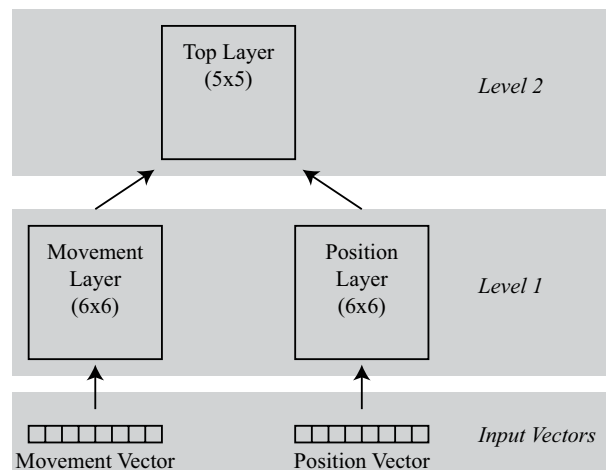 Top Layer
(5x5)
Level 2
Movement
Layer
(6x6)
Position
Layer
(6x6)
Level 1
Input Vectors
Movement Vector
Position Vector